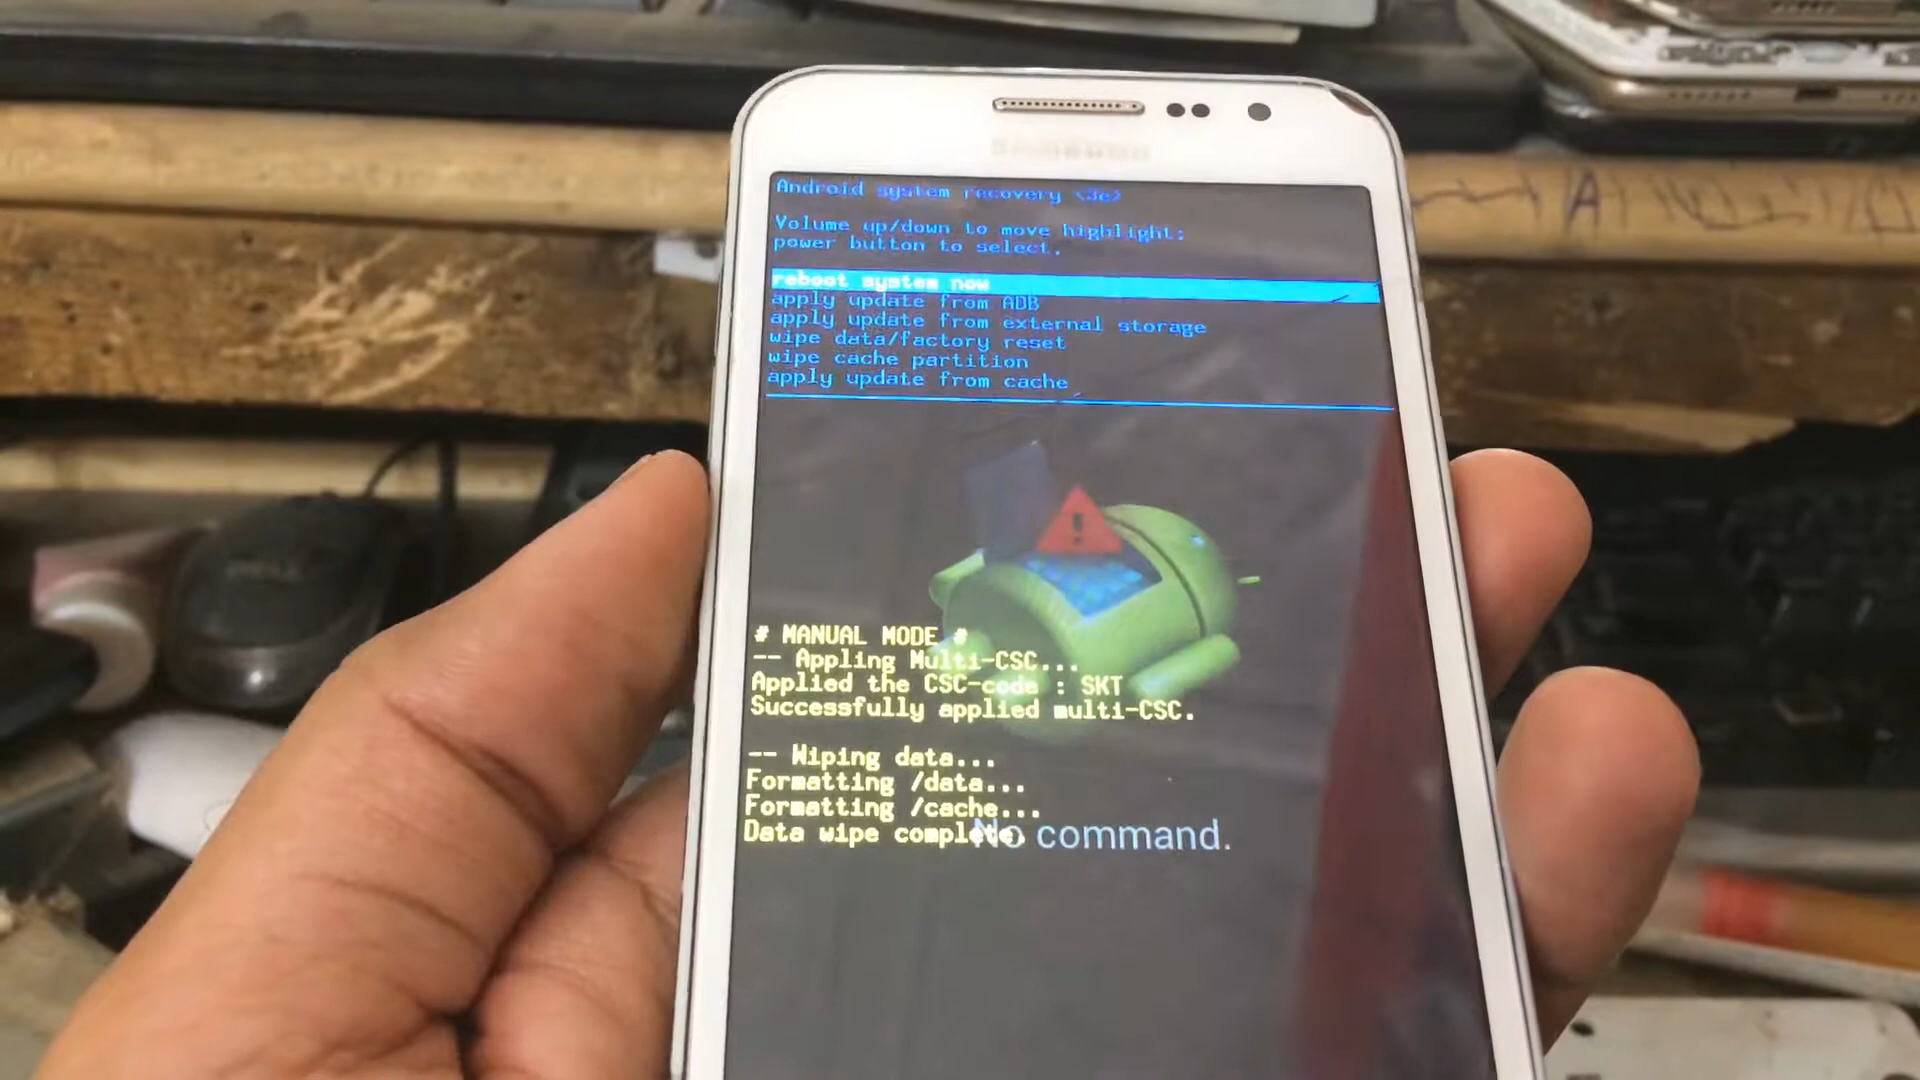 SAMSUNG
Android system recovery <3e>
Volume up/down to move highlight;
power button to select.
reboot system now
apply update from ADB
apply update from external storage
wipe data/factory reset
wipe cache partition
apply update from cache
# MANUAL MODE #
-- Appling Multi-CSC...
Applied the CSC-code : SKT
Successfully applied multi-CSC.
-- Wiping data...
Formatting /data...
Formatting /cache...
Data wipe complete.
No command.
DELL
A